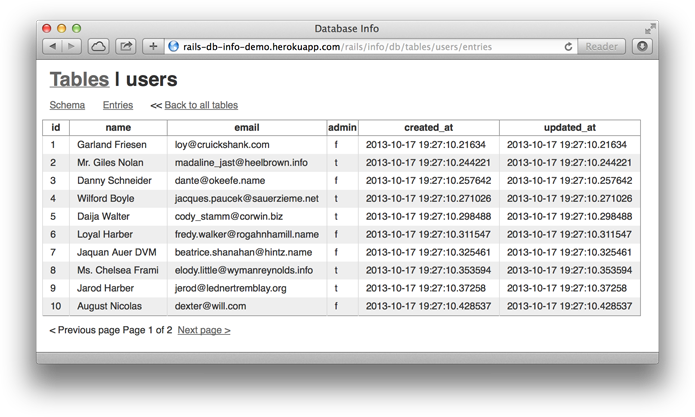 Database Info
rails-db-info-demo.herokuapp.com/rails/info/db/tables/users/entries
Reader
Tables | users
Schema Entries << Back to all tables
id name email admin created_at updated_at
1 Garland Friesen loy@cruickshank.com f 2013-10-17 19:27:10.21634 2013-10-17 19:27:10.21634
2 Mr. Giles Nolan madaline_jast@heelbrown.info t 2013-10-17 19:27:10.244221 2013-10-17 19:27:10.244221
3 Danny Schneider dante@okeefe.name f 2013-10-17 19:27:10.257642 2013-10-17 19:27:10.257642
4 Wilford Boyle jacques.paucek@sauerzieme.net t 2013-10-17 19:27:10.271026 2013-10-17 19:27:10.271026
5 Daija Walter cody_stamm@corwin.biz t 2013-10-17 19:27:10.298488 2013-10-17 19:27:10.298488
6 Loyal Harber fredy.walker@rogahnhamill.name f 2013-10-17 19:27:10.311547 2013-10-17 19:27:10.311547
7 Jaquan Auer DVM beatrice.shanahan@hintz.name f 2013-10-17 19:27:10.325461 2013-10-17 19:27:10.325461
8 Ms. Chelsea Frami elody.little@wymanreynolds.info t 2013-10-17 19:27:10.353594 2013-10-17 19:27:10.353594
9 Jarod Harber jerod@lednertremblay.org t 2013-10-17 19:27:10.37258 2013-10-17 19:27:10.37258
10 August Nicolas dexter@will.com f 2013-10-17 19:27:10.428537 2013-10-17 19:27:10.428537
< Previous page Page 1 of 2 Next page >